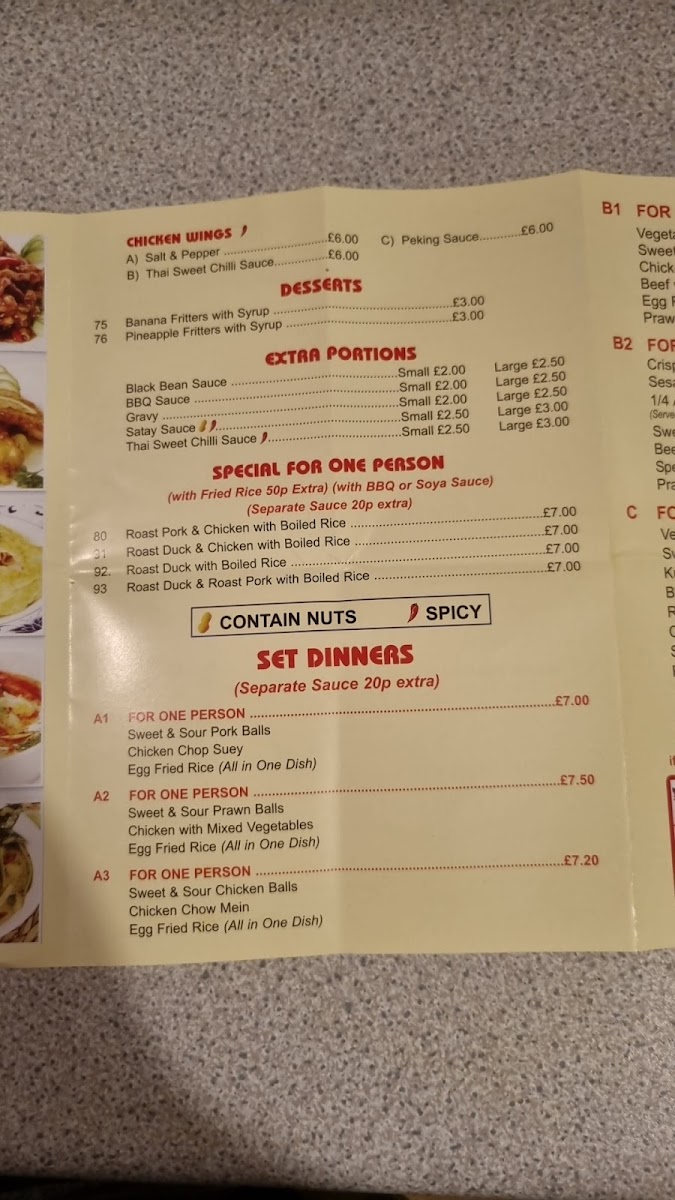 CHICKEN WINGS
A) Salt & Pepper ..........£6.00
B) Thai Sweet Chilli Sauce..........£6.00
C) Peking Sauce..........£6.00
DESSERTS
75 Banana Fritters with Syrup ..........£3.00
76 Pineapple Fritters with Syrup ..........£3.00
EXTRA PORTIONS
Black Bean Sauce ..........Small £2.00 Large £2.50
BBQ Sauce ..........Small £2.00 Large £2.50
Gravy ..........Small £2.00 Large £2.50
Satay Sauce ..........Small £2.50 Large £3.00
Thai Sweet Chilli Sauce ..........Small £2.50 Large £3.00
SPECIAL FOR ONE PERSON
(with Fried Rice 50p Extra) (with BBQ or Soya Sauce)
(Separate Sauce 20p extra)
80 Roast Pork & Chicken with Boiled Rice ..........£7.00
Roast Duck & Chicken with Boiled Rice ..........£7.00
92. Roast Duck with Boiled Rice ..........£7.00
93 Roast Duck & Roast Pork with Boiled Rice ..........£7.00
CONTAIN NUTS SPICY
SET DINNERS
(Separate Sauce 20p extra)
A1 FOR ONE PERSON ..........£7.00
Sweet & Sour Pork Balls
Chicken Chop Suey
Egg Fried Rice (All in One Dish)
A2 FOR ONE PERSON ..........£7.50
Sweet & Sour Prawn Balls
Chicken with Mixed Vegetables
Egg Fried Rice (All in One Dish)
A3 FOR ONE PERSON ..........£7.20
Sweet & Sour Chicken Balls
Chicken Chow Mein
Egg Fried Rice (All in One Dish)
B1 FOR
Sweet
Beef
Egg
B2
1/4
C